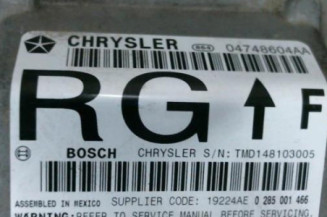 CHRYSLER 04748604AA
RG F
BOSCH CHRYSLER S/N: TMD148103005
ASSEMBLED IN MEXICO SUPPLIER CODE: 19224AE 0 285 001 466
WARNING: REFER TO SERVICE MANUAL BEFORE SERVICING